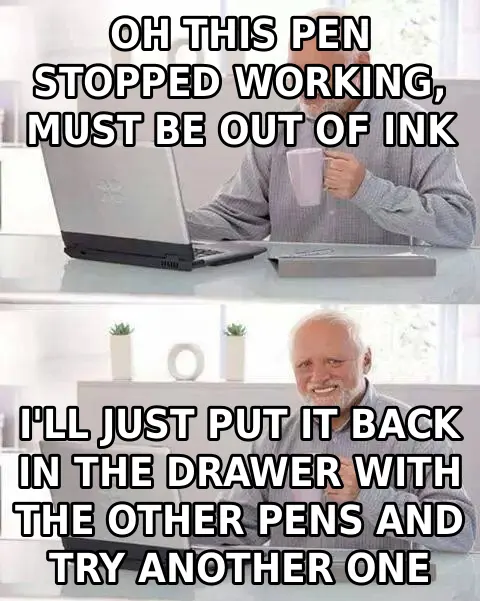 OH THIS PEN
STOPPED WORKING,
MUST BE OUT OF INK
I'LL JUST PUT IT BACK
IN THE DRAWER WITH
THE OTHER PENS AND
TRY ANOTHER ONE